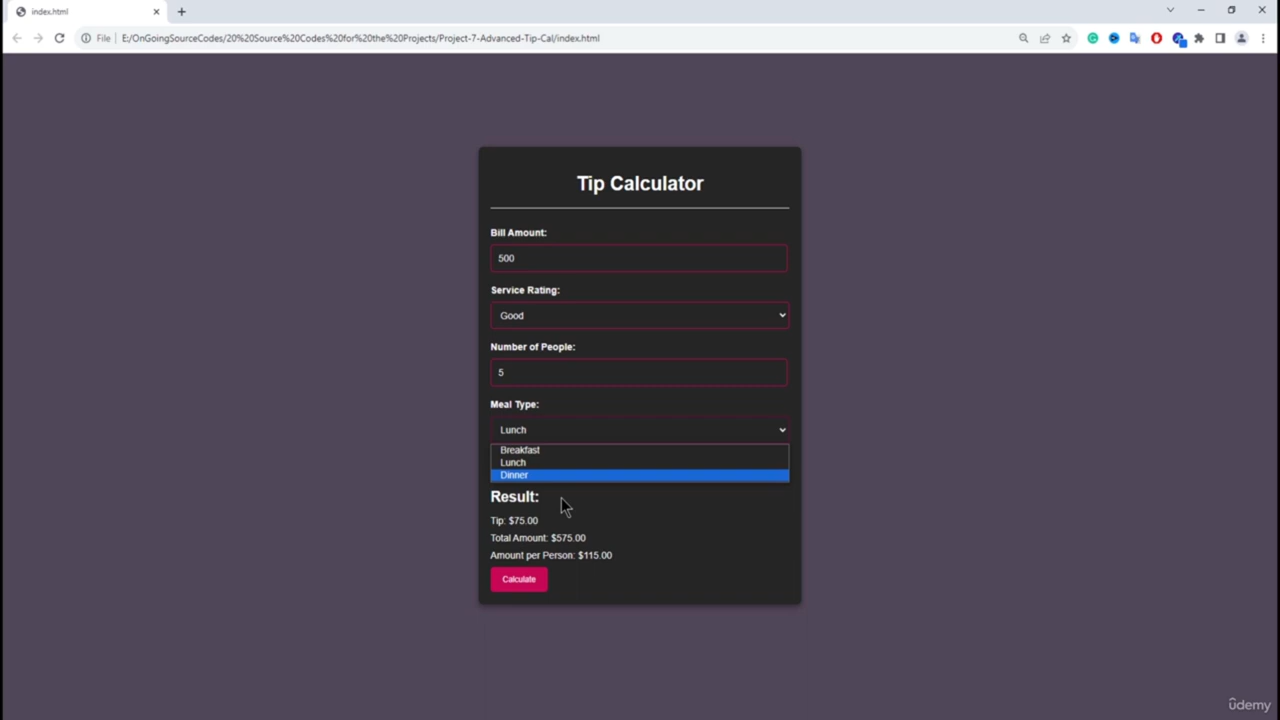 index.html
File
E:/OnGoingSourceCodes/20%20Source%20Codes%20for%20the%20Projects/Project-7-Advanced-Tip-Cal/index.html
Tip Calculator
Bill Amount:
500
Service Rating:
Good
Number of People:
5
Meal Type:
Lunch
Breakfast
Lunch
Dinner
Result:
Tip: $75.00
Total Amount: $575.00
Amount per Person: $115.00
Calculate
ûdemy